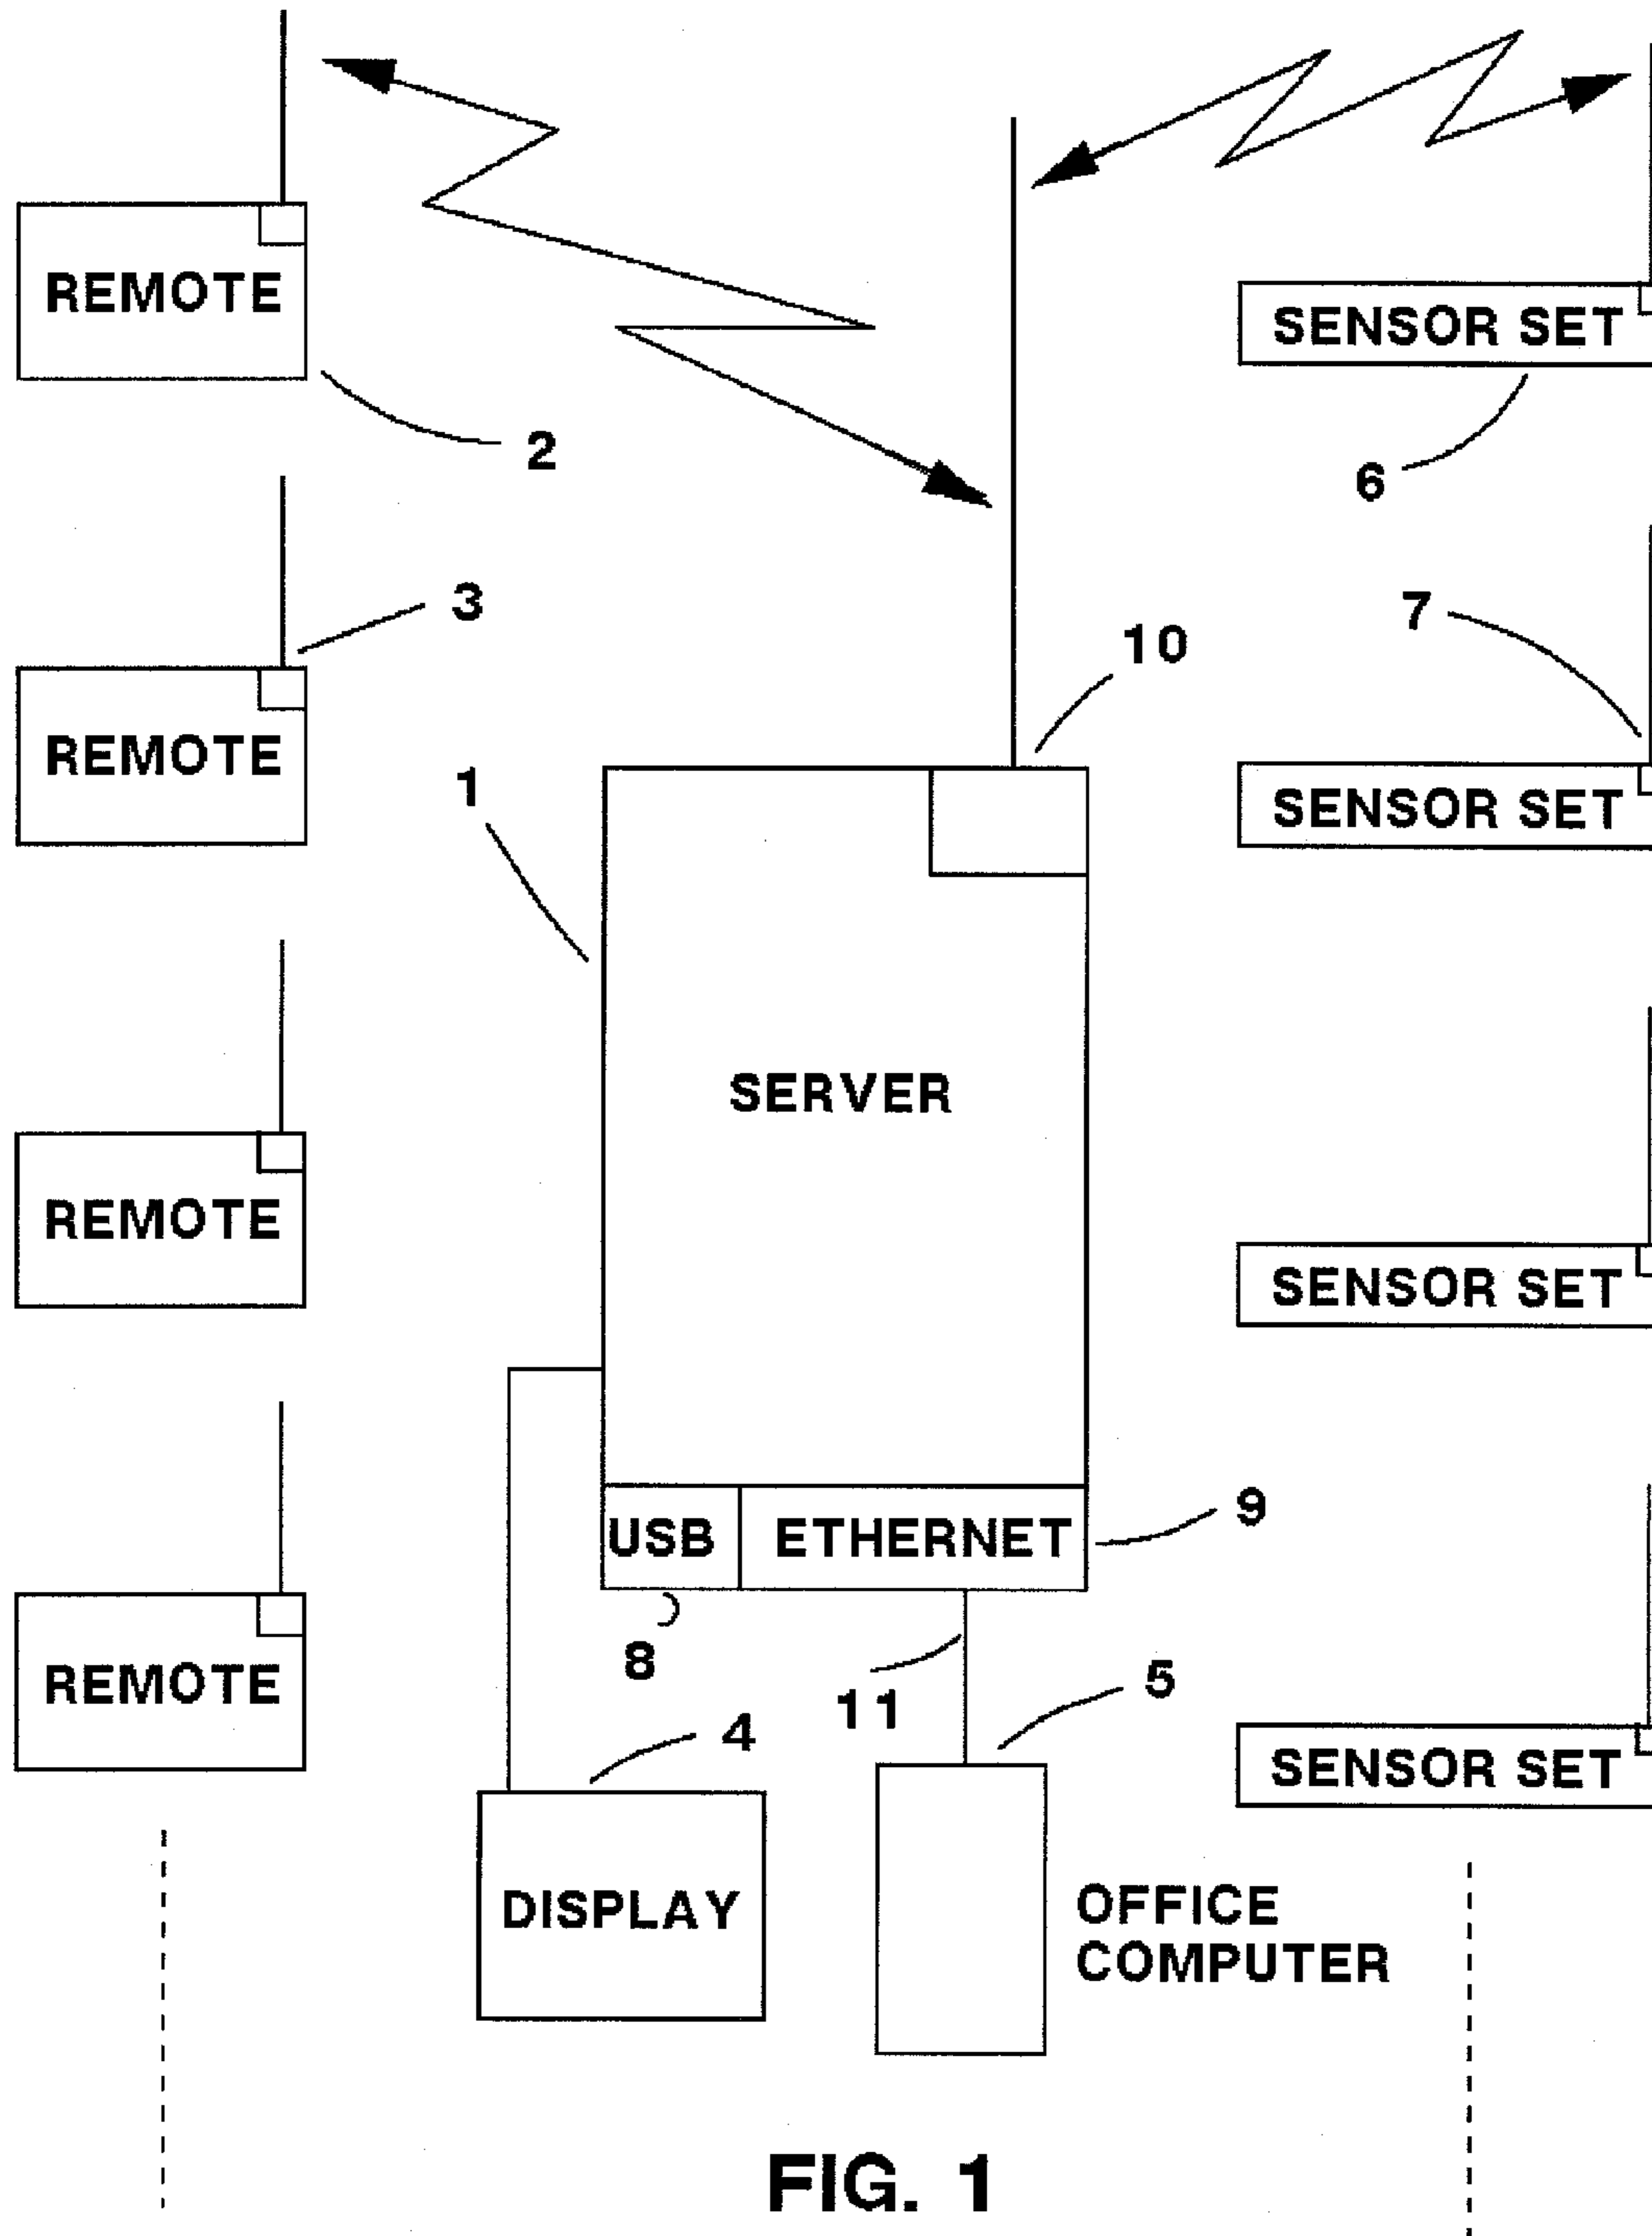 REMOTE
2
SENSOR SET
6
3
REMOTE
10
7
SENSOR SET
1
SERVER
REMOTE
SENSOR SET
USB
ETHERNET
9
REMOTE
8
11
5
4
SENSOR SET
DISPLAY
OFFICE
COMPUTER
FIG. 1